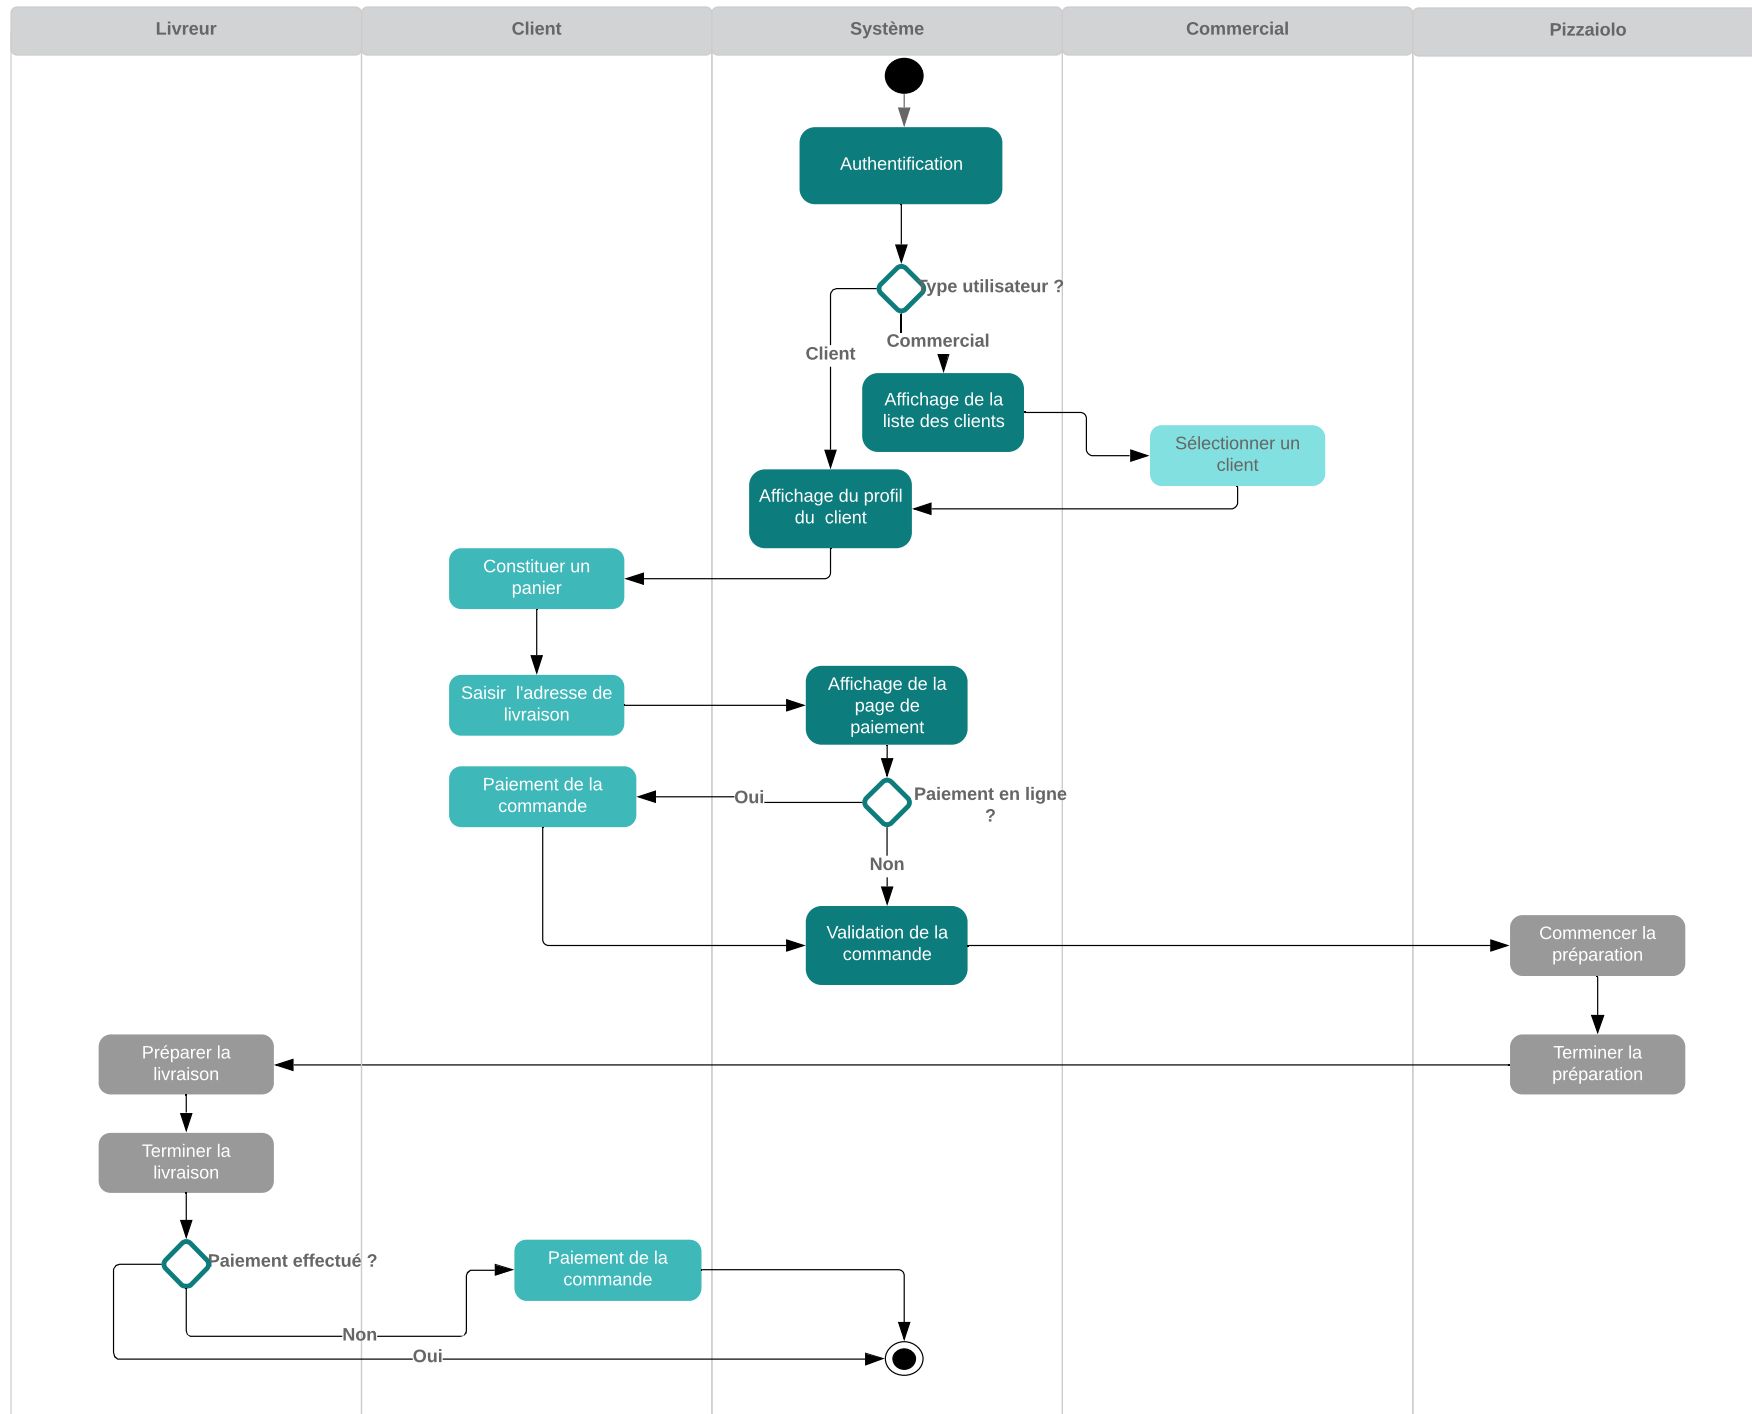 Livreur
Client
Système
Commercial
Pizzaiolo
Authentification
Type utilisateur ?
Commercial
Client
Affichage de la
liste des clients
Sélectionner un
client
Affichage du profil
du  client
Constituer un
panier
Saisir  l'adresse de
livraison
Affichage de la
page de
paiement
Paiement de la
commande
Oui
Paiement en ligne
?
Non
Validation de la
commande
Commencer la
préparation
Préparer la
livraison
Terminer la
préparation
Terminer la
livraison
Paiement effectué ?
Paiement de la
commande
Non
Oui